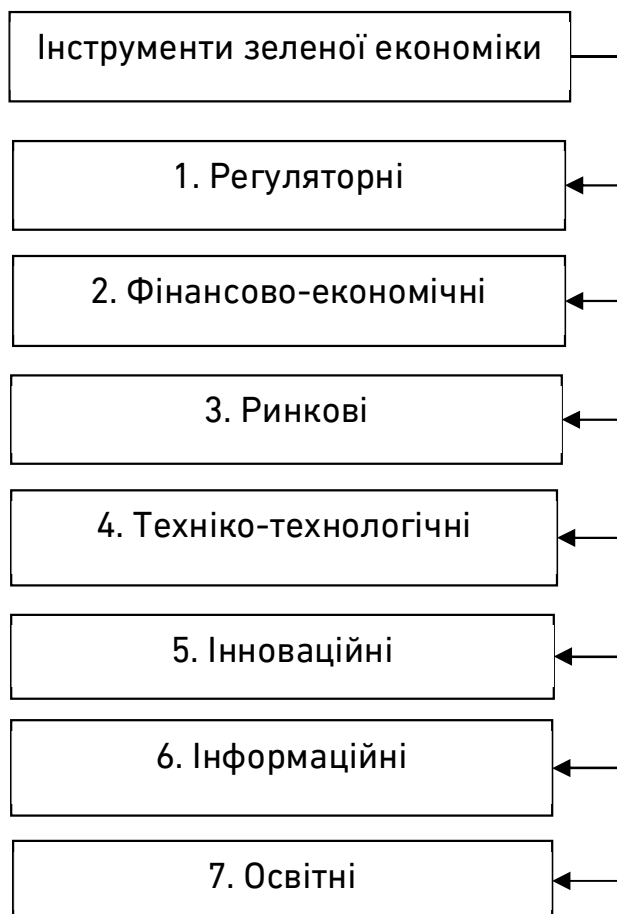 Інструменти зеленої економіки
1. Регуляторні
2. Фінансово-економічні
3. Ринкові
4. Техніко-технологічні
5. Інноваційні
6. Інформаційні
7. Освітні